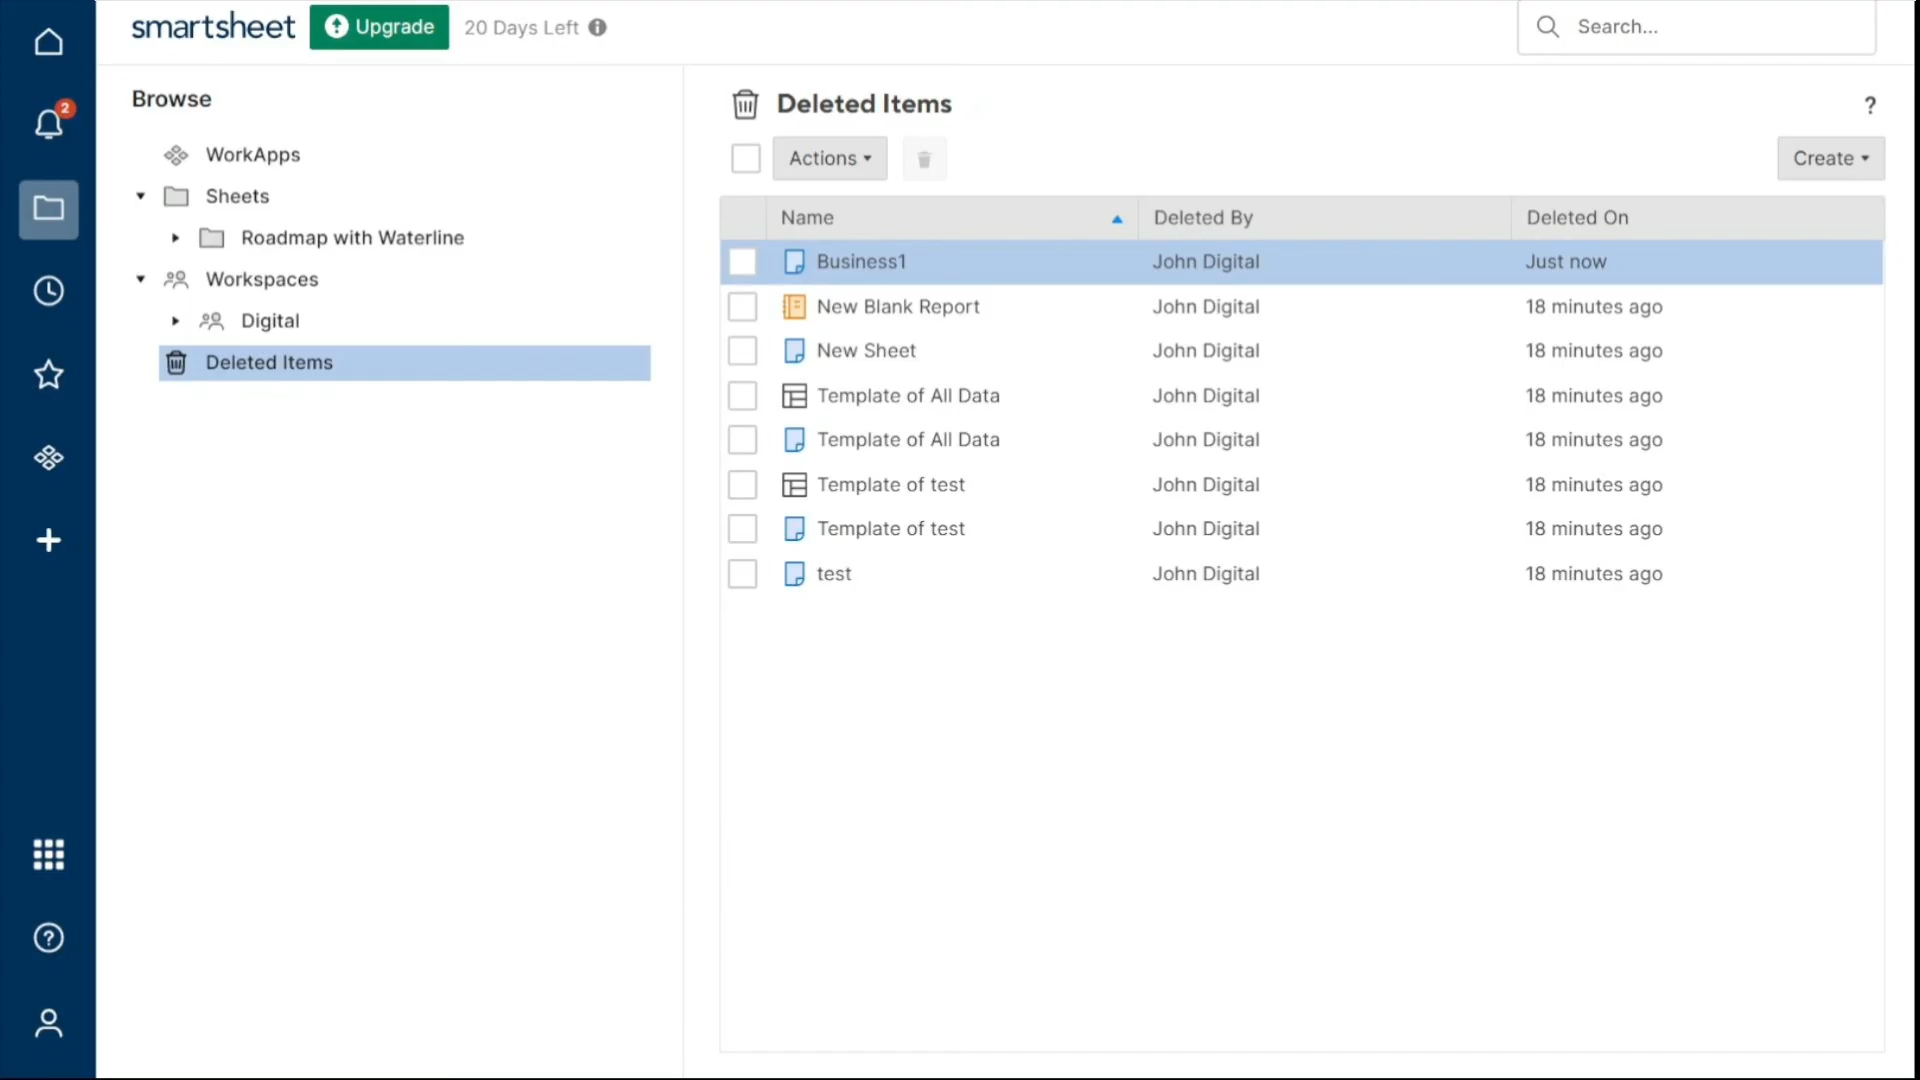 smartsheet Upgrade 20 Days Left
Search...
2
Browse
WorkApps
Sheets
Roadmap with Waterline
Workspaces
Digital
Deleted Items
Deleted Items
?
Actions
Create
Name Deleted By Deleted On
Business1 John Digital Just now
New Blank Report John Digital 18 minutes ago
New Sheet John Digital 18 minutes ago
Template of All Data John Digital 18 minutes ago
Template of All Data John Digital 18 minutes ago
Template of test John Digital 18 minutes ago
Template of test John Digital 18 minutes ago
test John Digital 18 minutes ago